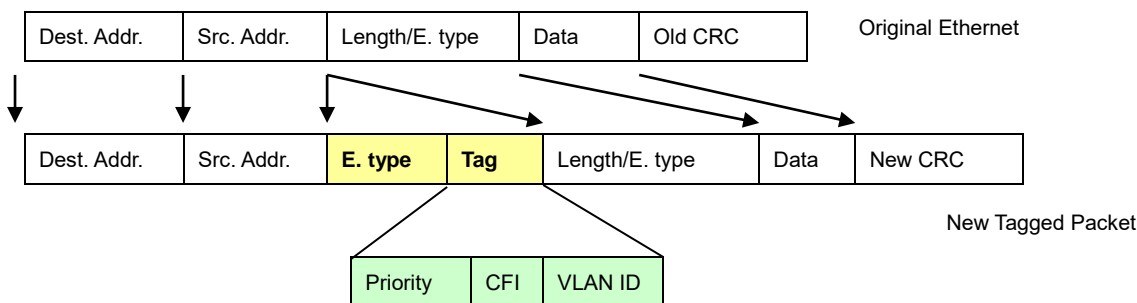 Dest. Addr. Src. Addr. Length/E. type Data Old CRC Original Ethernet
Dest. Addr. Src. Addr. E. type Tag Length/E. type Data New CRC
New Tagged Packet
Priority CFI VLAN ID